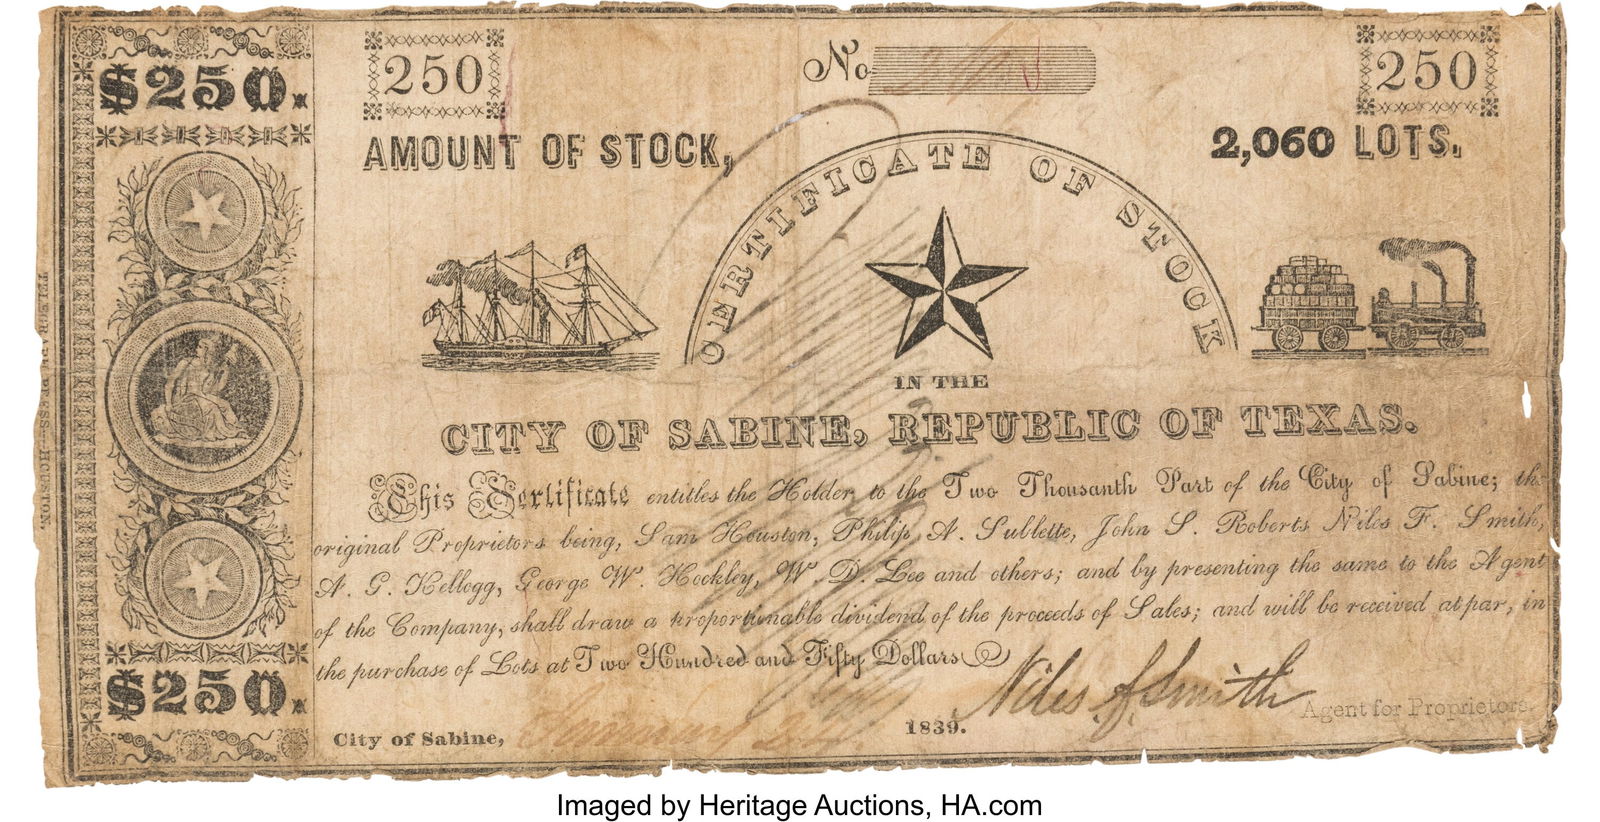 $250.
250
No
250
AMOUNT OF STOCK,
2,060 LOTS.
CERTIFICATE OF STOCK
IN THE
CITY OF SABINE, REPUBLIC OF TEXAS.
This Certificate entitles the Holder to the Two Thousanth Part of the City of Sabine; the
original Proprietors being, Sam Houston, Philip A. Sublette, John S. Roberts Niles F. Smith,
A. G. Kellogg, George W. Hockley, W. D. Lee and others; and by presenting the same to the Agent
of the Company, shall draw a proportionable dividend of the proceeds of Sales; and will be received at par, in
the purchase of Lots at Two Hundred and Fifty Dollars
Niles F. Smith
Agent for Proprietors.
City of Sabine,
1839.
$250.
TELEGRAPH PRESS—HOUSTON.
Imaged by Heritage Auctions, HA.com